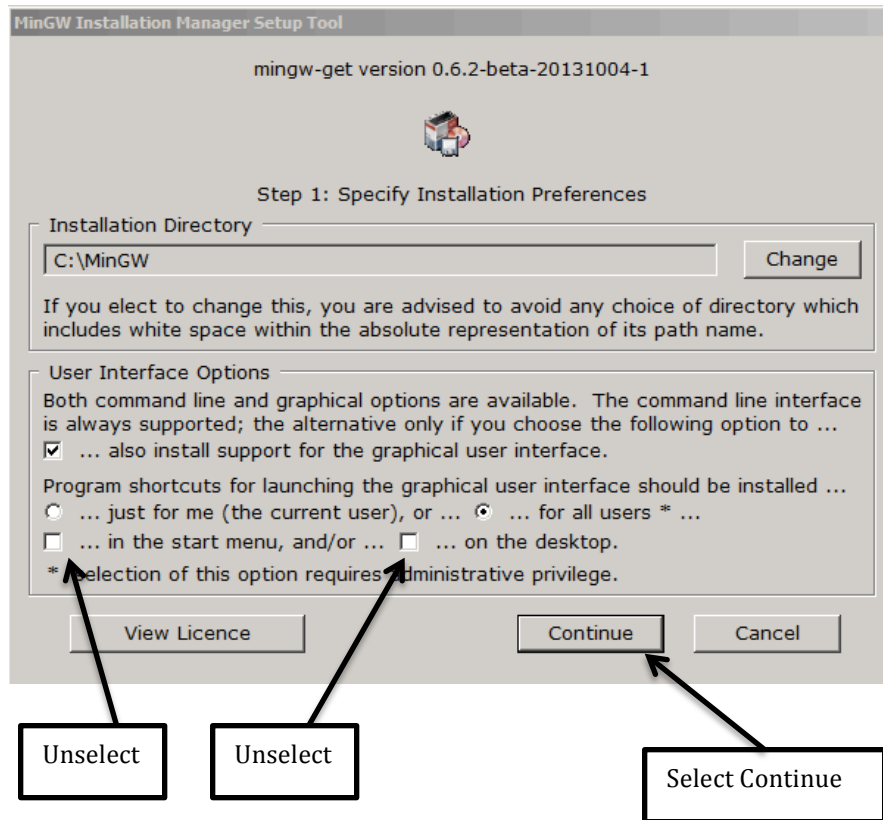 MinGW Installation Manager Setup Tool
mingw-get version 0.6.2-beta-20131004-1
Step 1: Specify Installation Preferences
Installation Directory
C:\MinGW
Change
If you elect to change this, you are advised to avoid any choice of directory which
includes white space within the absolute representation of its path name.
User Interface Options
Both command line and graphical options are available. The command line interface
is always supported; the alternative only if you choose the following option to ...
... also install support for the graphical user interface.
Program shortcuts for launching the graphical user interface should be installed ...
... just for me (the current user), or ... ... for all users * ...
... in the start menu, and/or ... ... on the desktop.
* selection of this option requires administrative privilege.
View Licence Continue Cancel
Unselect Unselect
Select Continue